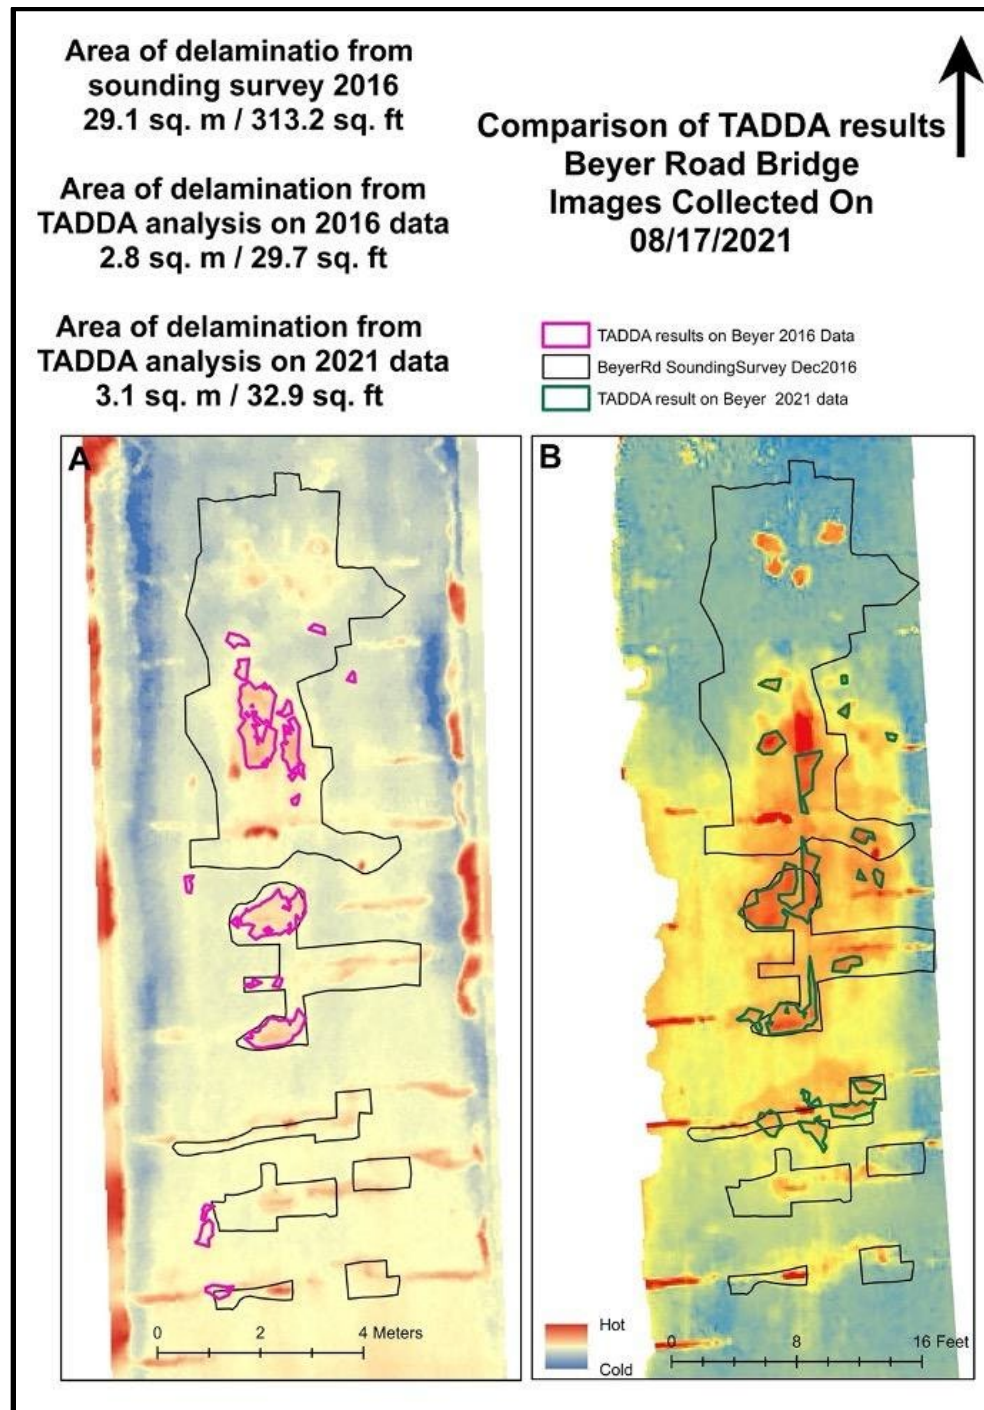 Area of delaminatio from
sounding survey 2016
29.1 sq. m / 313.2 sq. ft
Area of delamination from
TADDA analysis on 2016 data
2.8 sq. m / 29.7 sq. ft
Area of delamination from
TADDA analysis on 2021 data
3.1 sq. m / 32.9 sq. ft
Comparison of TADDA results
Beyer Road Bridge
Images Collected On
08/17/2021
TADDA results on Beyer 2016 Data
BeyerRd SoundingSurvey Dec2016
TADDA result on Beyer 2021 data
A
0 2 4 Meters
B
Hot
Cold
0 8 16 Feet